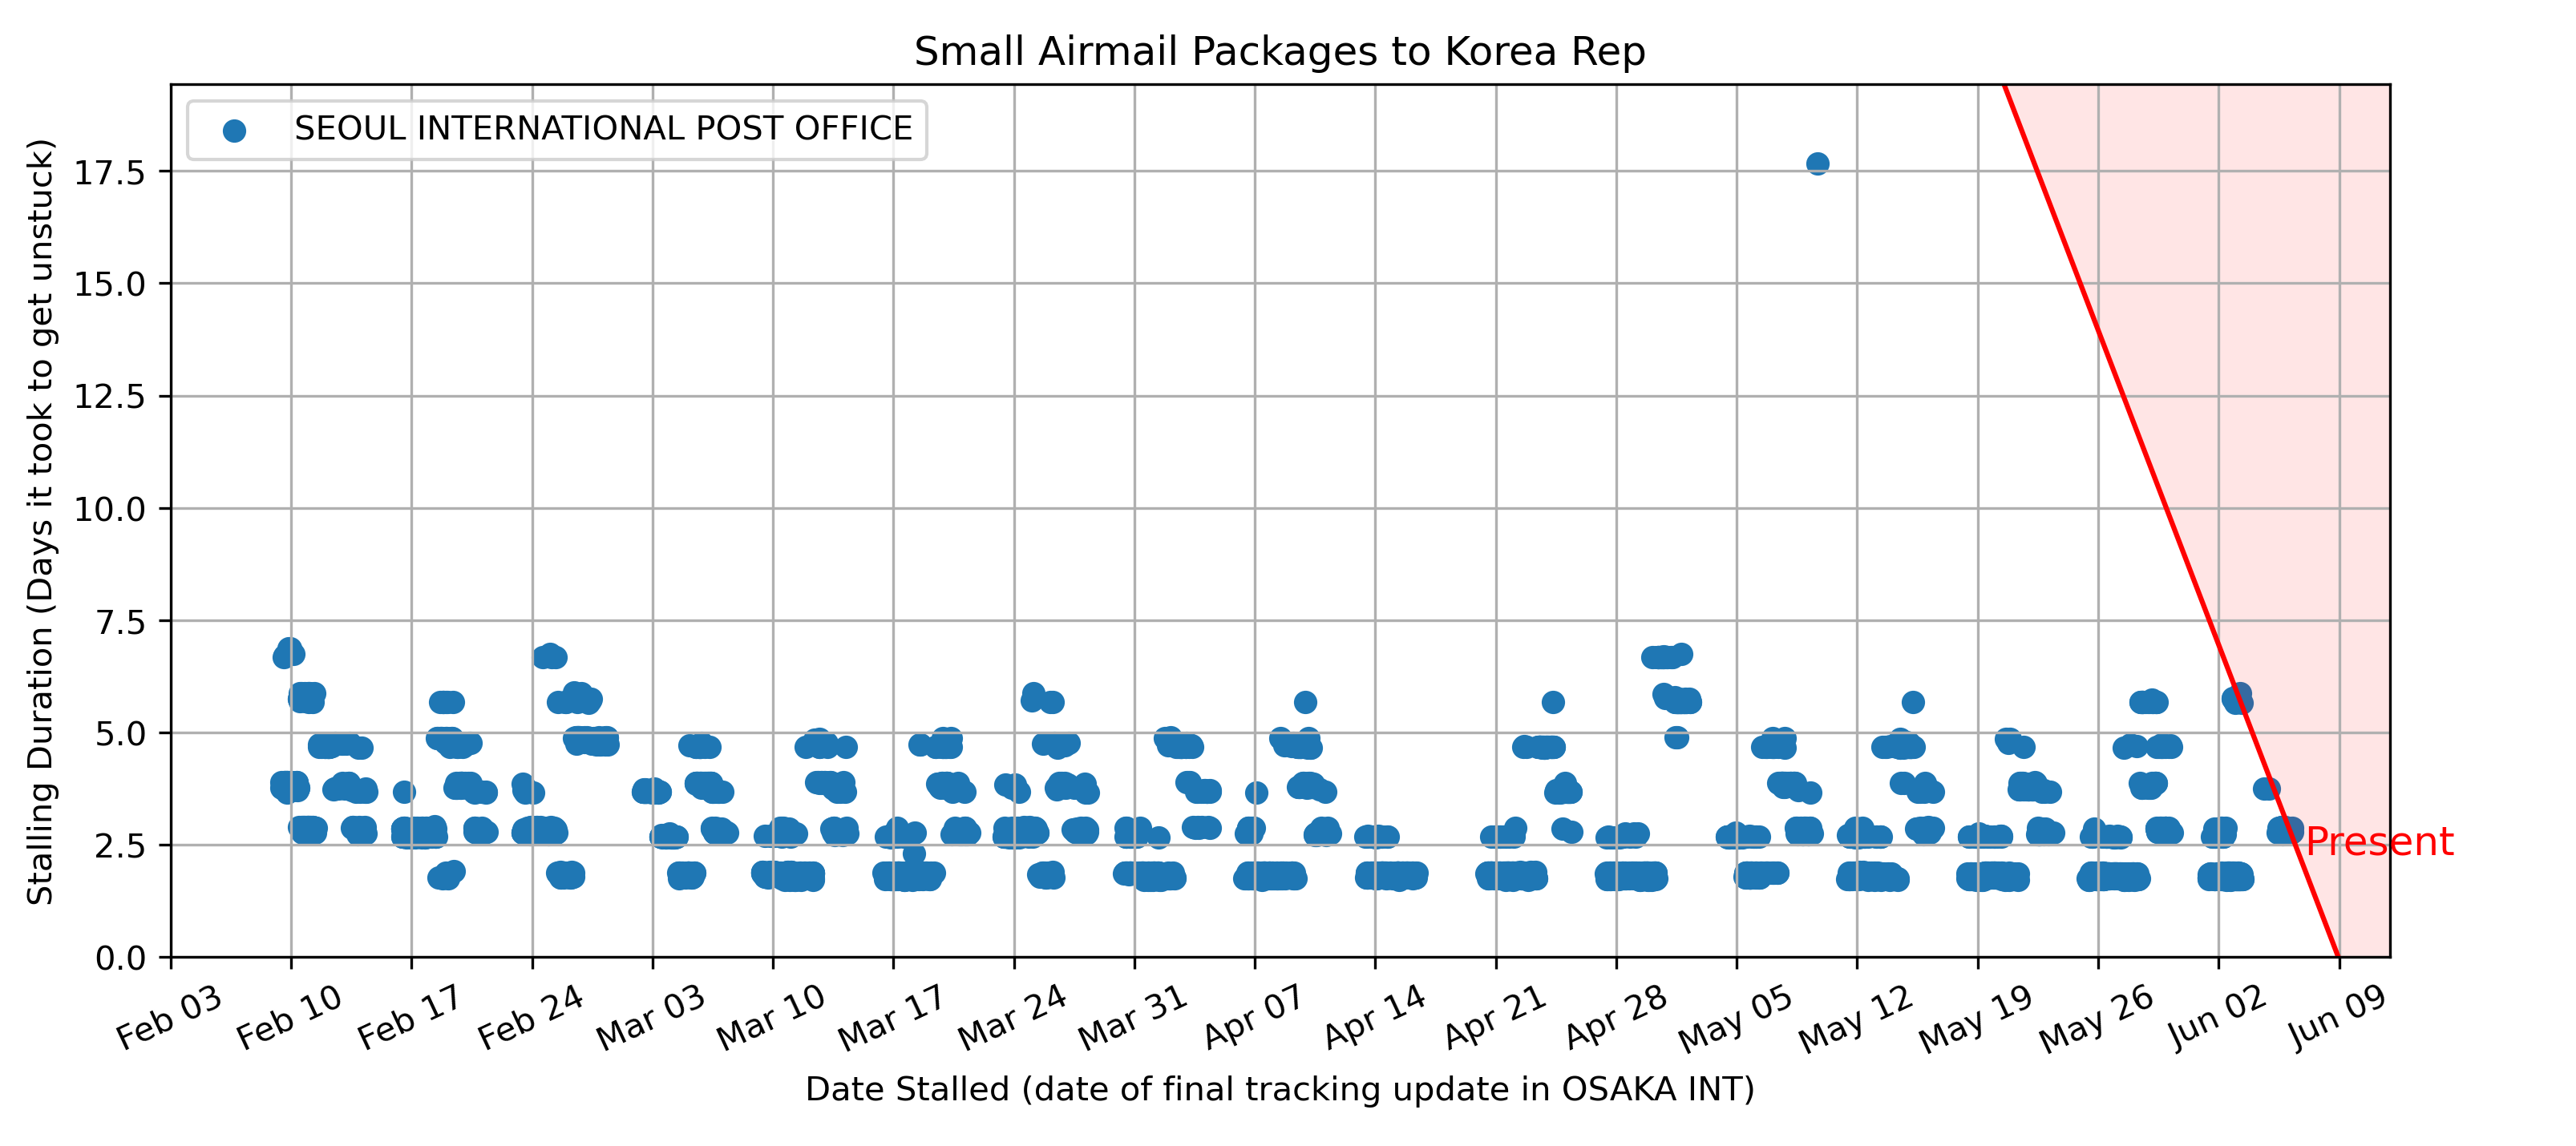 Small Airmail Packages to Korea Rep
SEOUL INTERNATIONAL POST OFFICE
Stalling Duration (Days it took to get unstuck)
17.5
15.0
12.5
10.0
7.5
5.0
2.5
0.0
Present
Feb 03
Feb 10
Feb 17
Feb 24
Mar 03
Mar 10
Mar 17
Mar 24
Mar 31
Apr 07
Apr 14
Apr 21
Apr 28
May 05
May 12
May 19
May 26
Jun 02
Jun 09
Date Stalled (date of final tracking update in OSAKA INT)